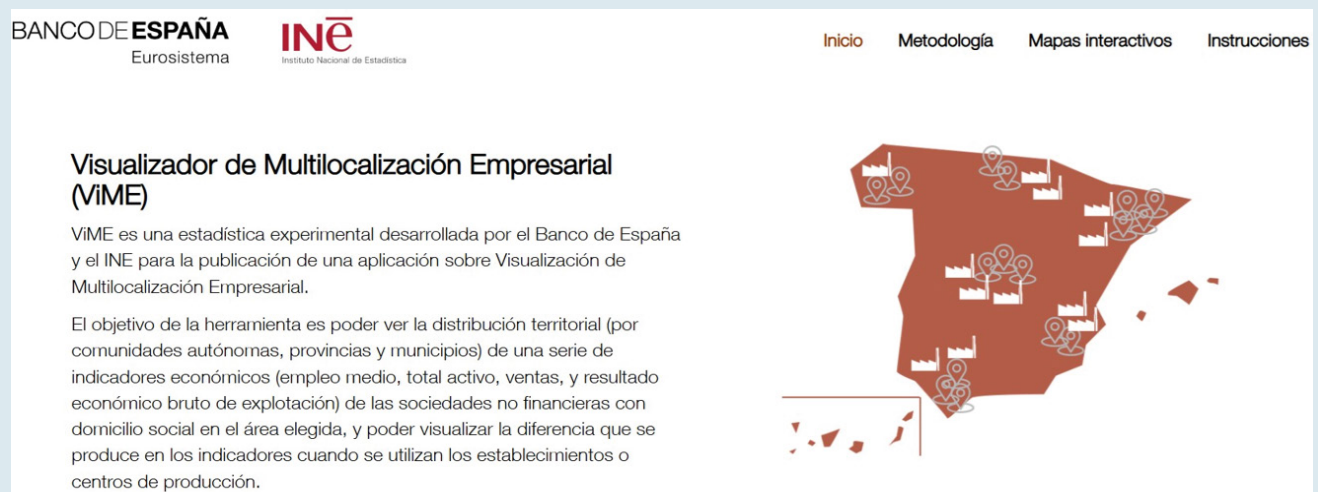 BANCO DE ESPAÑA
Eurosistema
INe
Instituto Nacional de Estadística
Inicio Metodología Mapas interactivos Instrucciones
Visualizador de Multilocalización Empresarial
(ViME)
ViME es una estadística experimental desarrollada por el Banco de España
y el INE para la publicación de una aplicación sobre Visualización de
Multilocalización Empresarial.
El objetivo de la herramienta es poder ver la distribución territorial (por
comunidades autónomas, provincias y municipios) de una serie de
indicadores económicos (empleo medio, total activo, ventas, y resultado
económico bruto de explotación) de las sociedades no financieras con
domicilio social en el área elegida, y poder visualizar la diferencia que se
produce en los indicadores cuando se utilizan los establecimientos o
centros de producción.